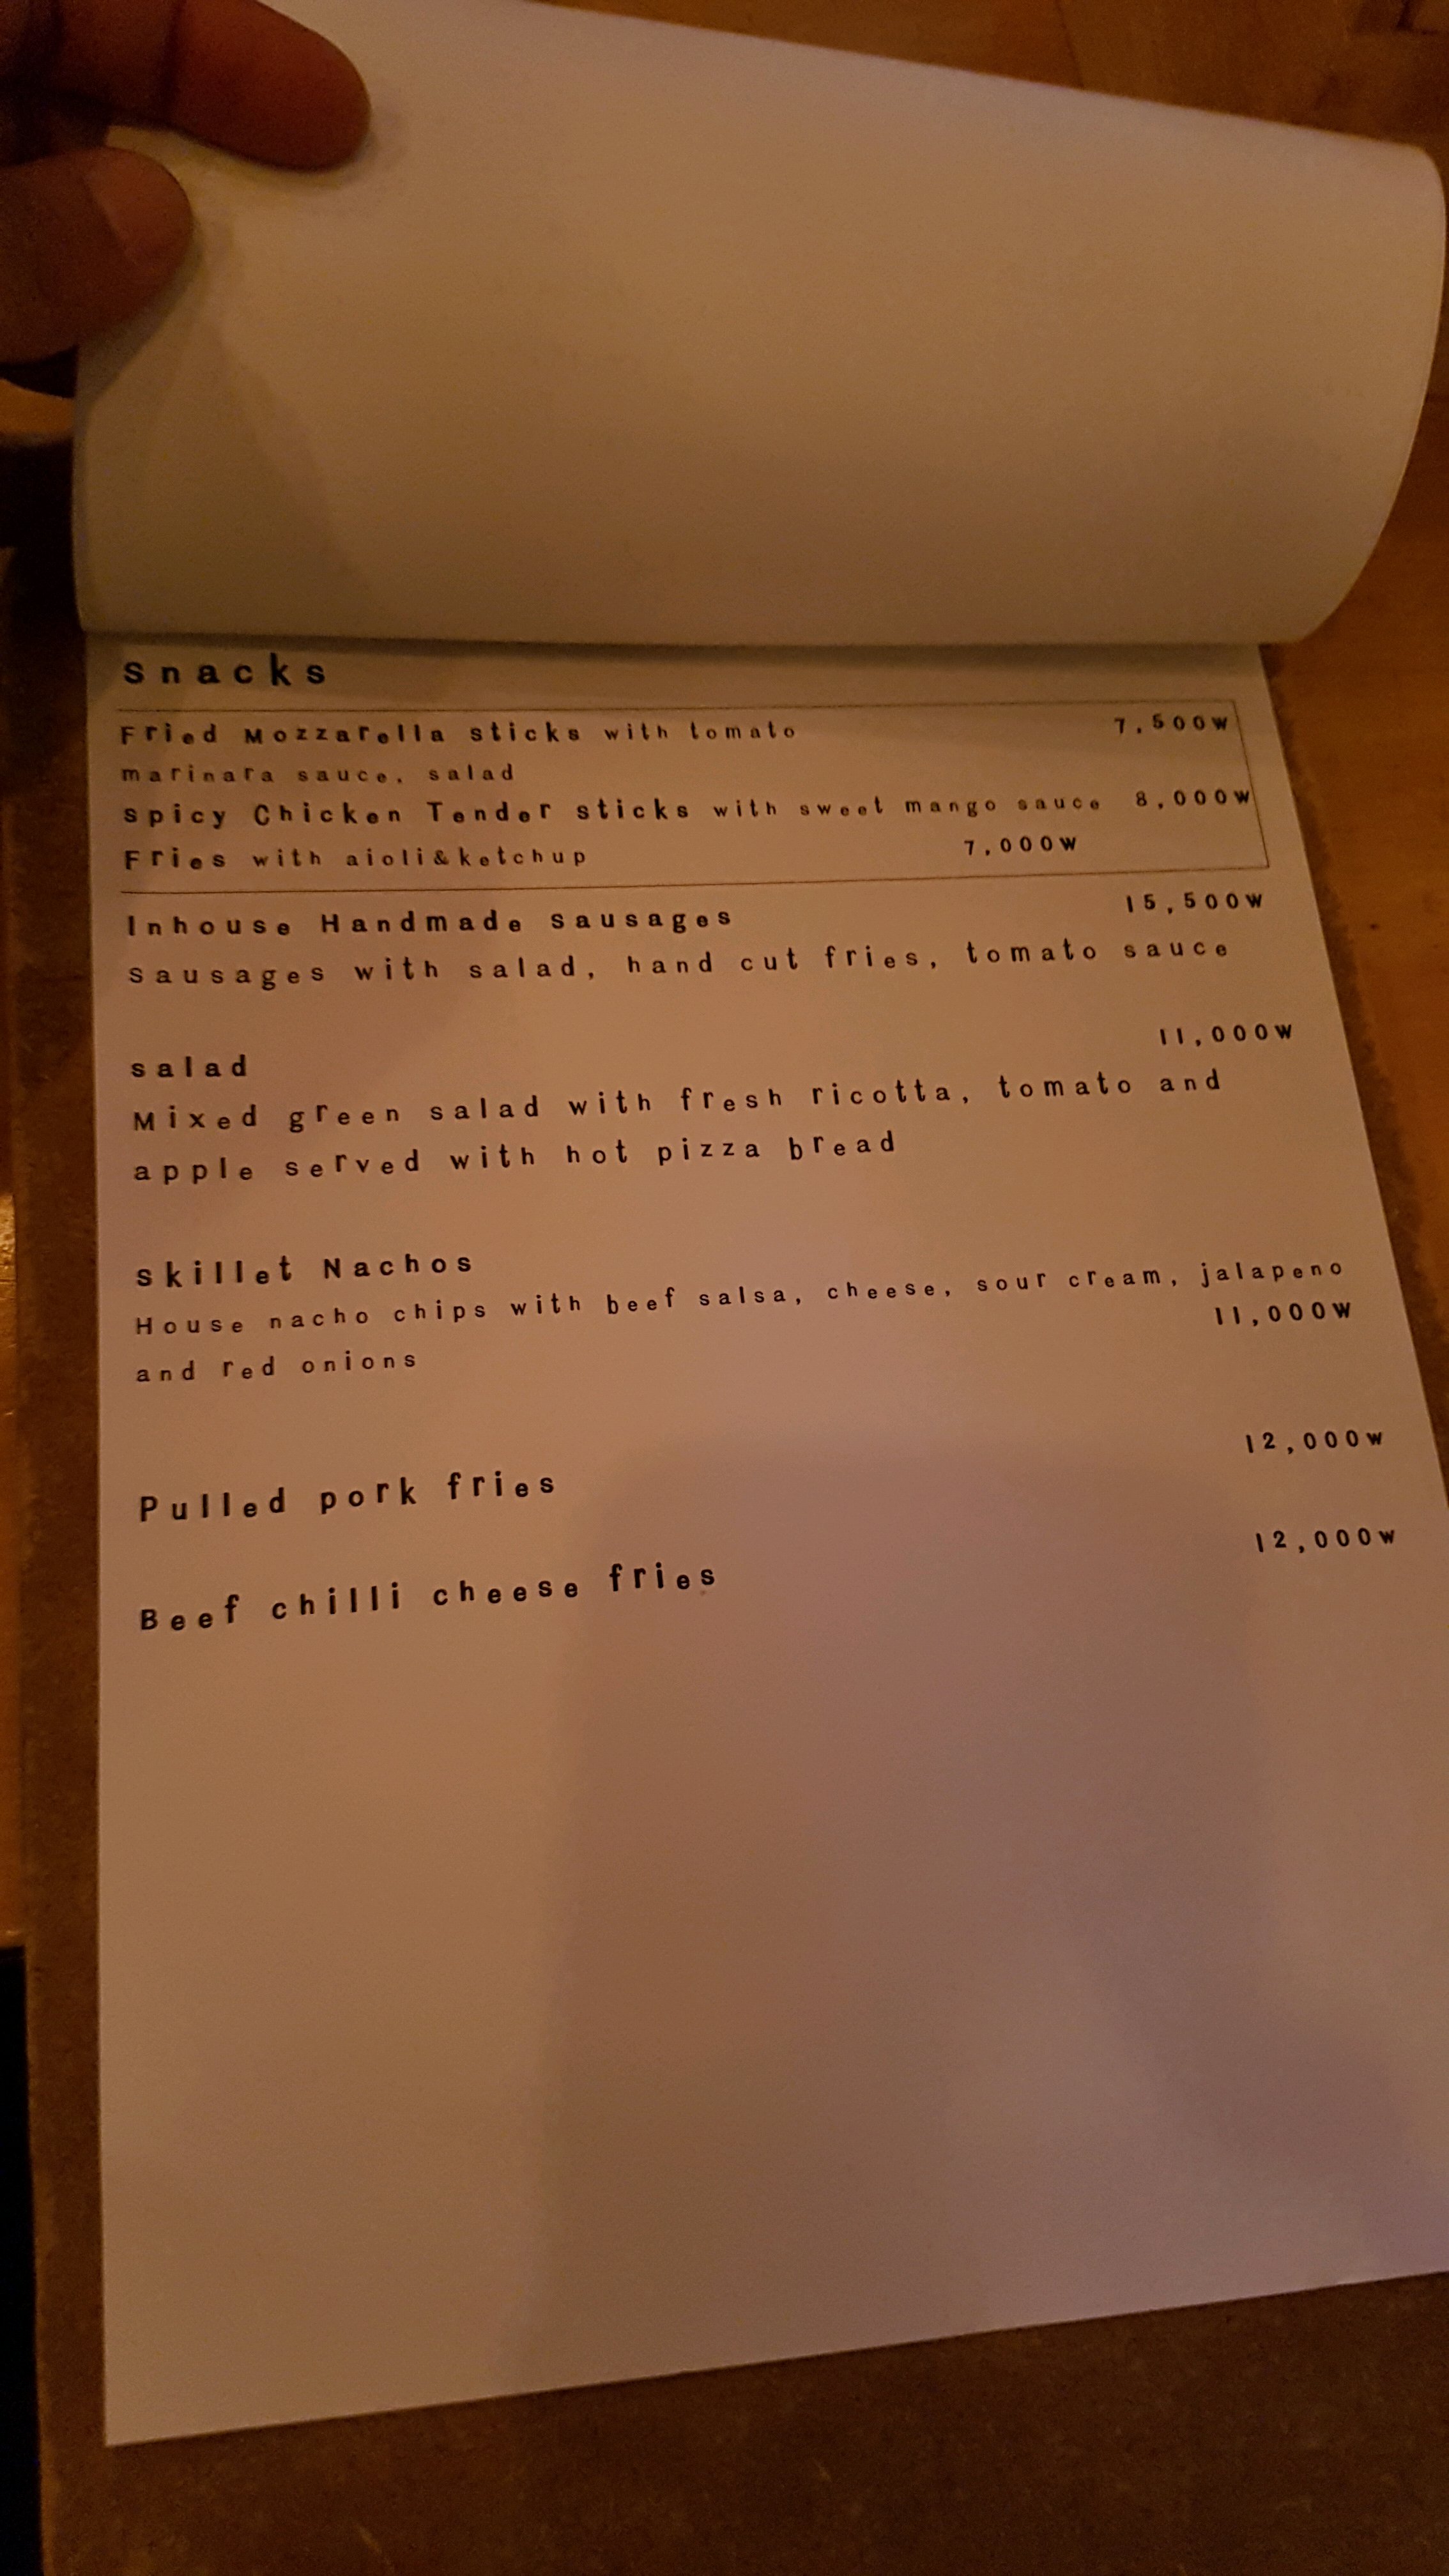 Snacks
Fried Mozzarella sticks with tomato 7,500W
marinara sauce, salad
spicy Chicken Tender sticks with sweet mango sauce 8,000W
Fries with aioli&ketchup 7,000W
Inhouse Handmade sausages 15,500W
sausages with salad, hand cut fries, tomato sauce
salad 11,000W
Mixed green salad with fresh ricotta, tomato and
apple served with hot pizza bread
skillet Nachos
House nacho chips with beef salsa, cheese, sour cream, jalapeno
and red onions 11,000W
Pulled pork fries 12,000w
Beef chilli cheese fries 12,000w